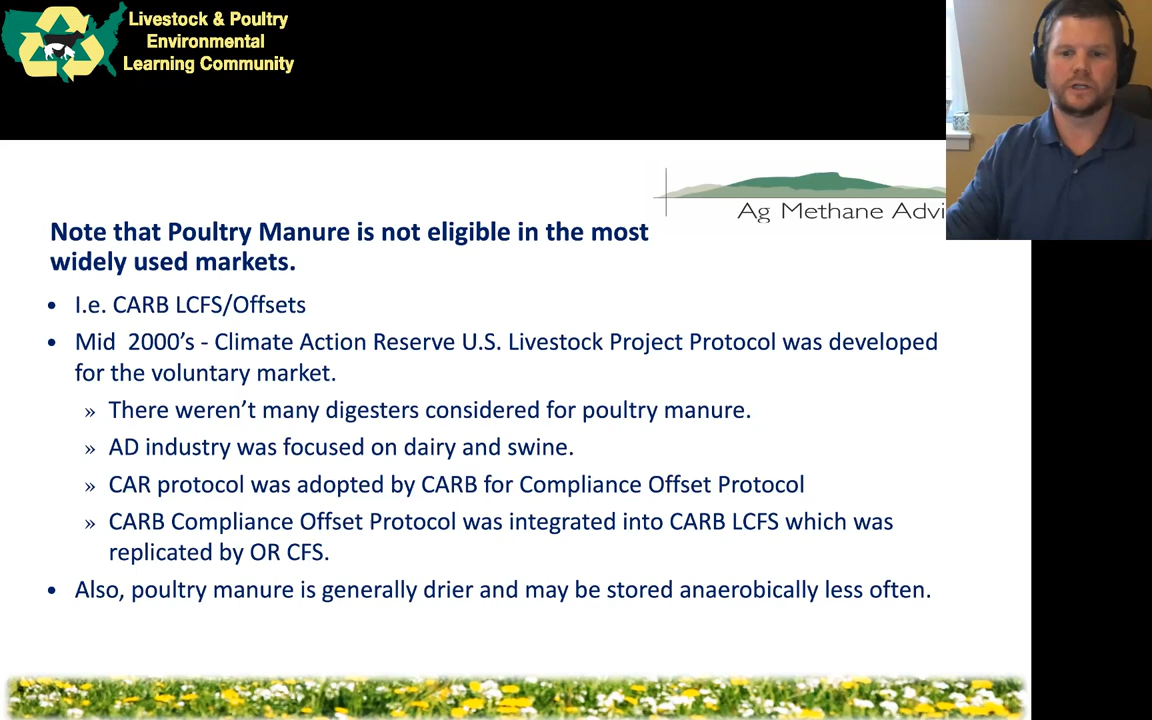 Livestock & Poultry
Environmental
Learning Community
Ag Methane Advi
Note that Poultry Manure is not eligible in the most
widely used markets.
• I.e. CARB LCFS/Offsets
• Mid  2000’s - Climate Action Reserve U.S. Livestock Project Protocol was developed
for the voluntary market.
» There weren’t many digesters considered for poultry manure.
» AD industry was focused on dairy and swine.
» CAR protocol was adopted by CARB for Compliance Offset Protocol
» CARB Compliance Offset Protocol was integrated into CARB LCFS which was
replicated by OR CFS.
• Also, poultry manure is generally drier and may be stored anaerobically less often.